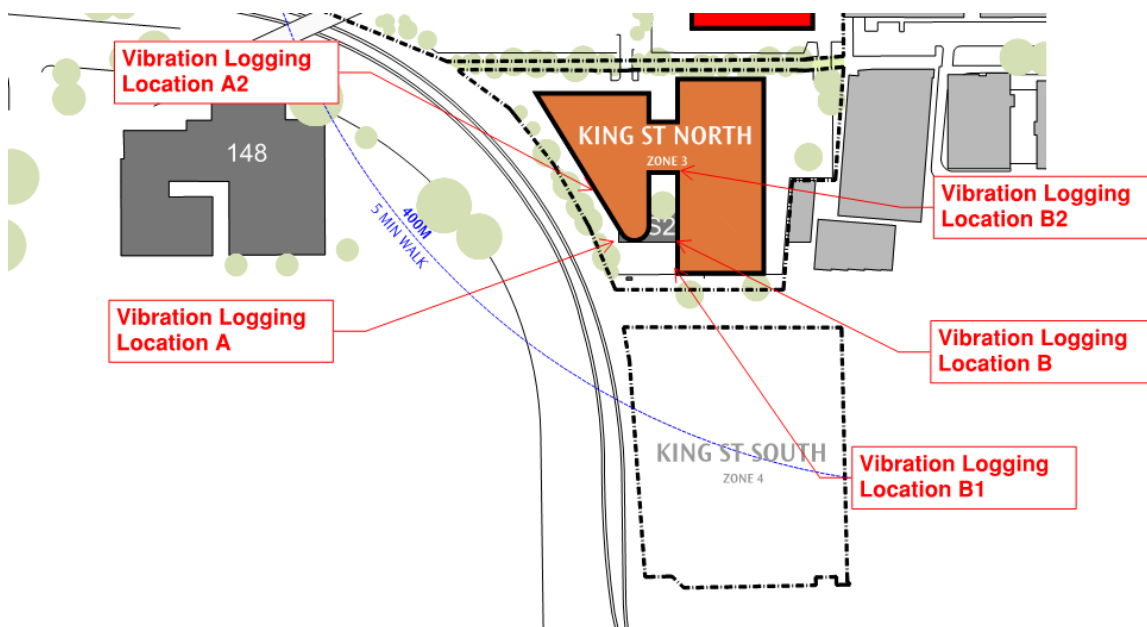 Vibration Logging
Location A2
148
KING ST NORTH
ZONE 3
Vibration Logging
Location B2
400M
5 MIN WALK
S2
Vibration Logging
Location A
Vibration Logging
Location B
KING ST SOUTH
ZONE 4
Vibration Logging
Location B1